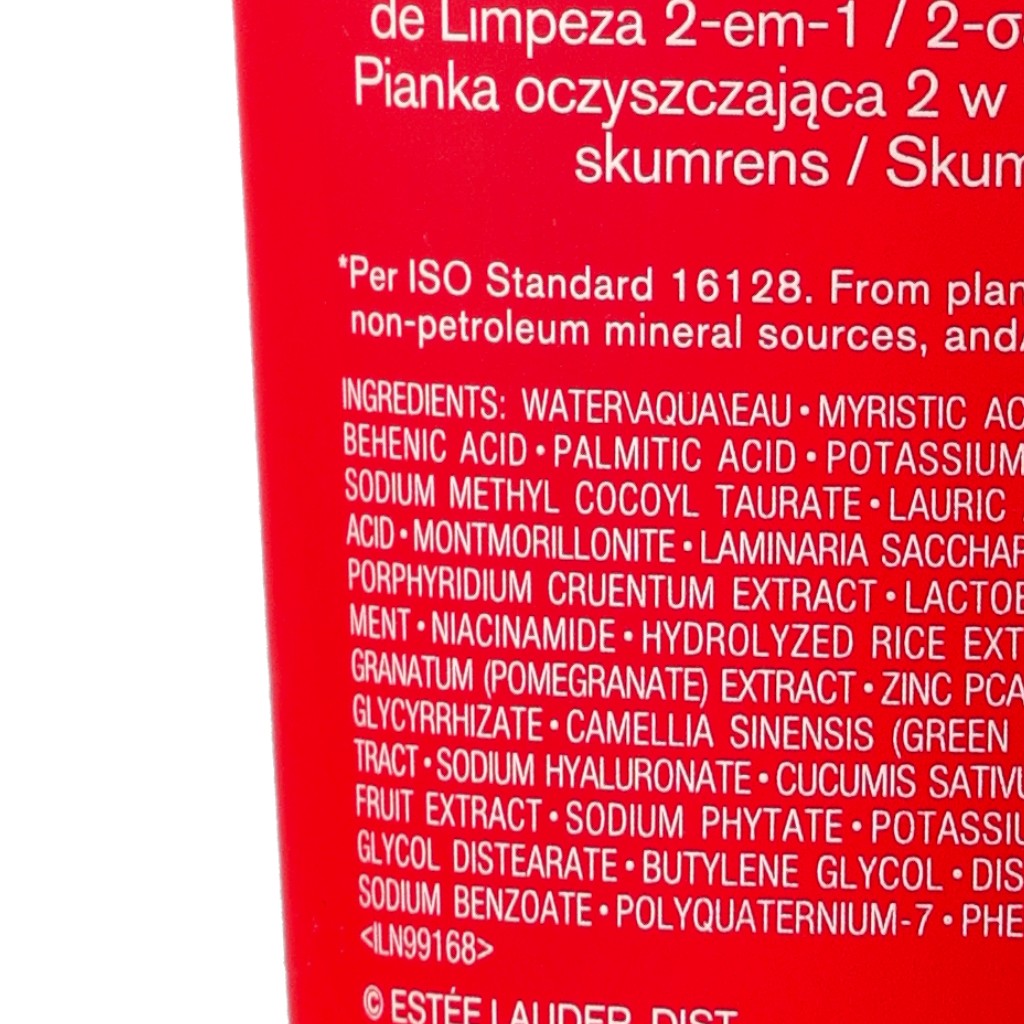 de Limpeza 2-em-1 / 2-σ
Pianka oczyszczająca 2 w
skumrens / Skum
*Per ISO Standard 16128. From plan
non-petroleum mineral sources, and/
INGREDIENTS: WATER\AQUA\EAU • MYRISTIC AC
BEHENIC ACID • PALMITIC ACID • POTASSIUM
SODIUM METHYL COCOYL TAURATE • LAURIC
ACID • MONTMORILLONITE • LAMINARIA SACCHAR
PORPHYRIDIUM CRUENTUM EXTRACT • LACTOB
MENT • NIACINAMIDE • HYDROLYZED RICE EXT
GRANATUM (POMEGRANATE) EXTRACT • ZINC PCA
GLYCYRRHIZATE • CAMELLIA SINENSIS (GREEN
TRACT • SODIUM HYALURONATE • CUCUMIS SATIVU
FRUIT EXTRACT • SODIUM PHYTATE • POTASSIU
GLYCOL DISTEARATE • BUTYLENE GLYCOL • DIS
SODIUM BENZOATE • POLYQUATERNIUM-7 • PHE
<ILN99168>
© ESTÉE LAUDER, DIST